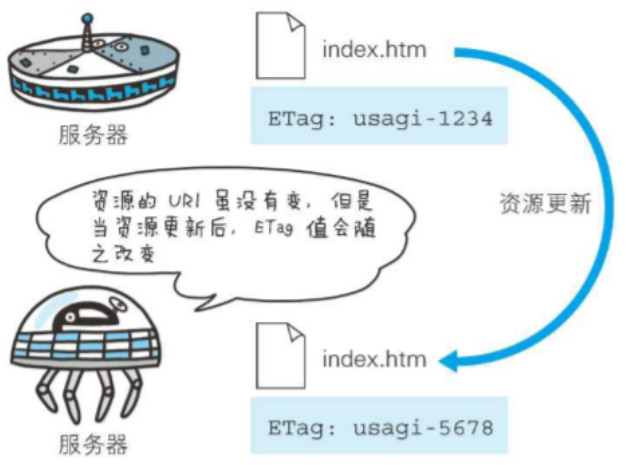 index.htm
ETag: usagi-1234
服务器
资源的 URI 虽没有变，但是
当资源更新后，ETag 值会随
之改变
资源更新
index.htm
ETag: usagi-5678
服务器